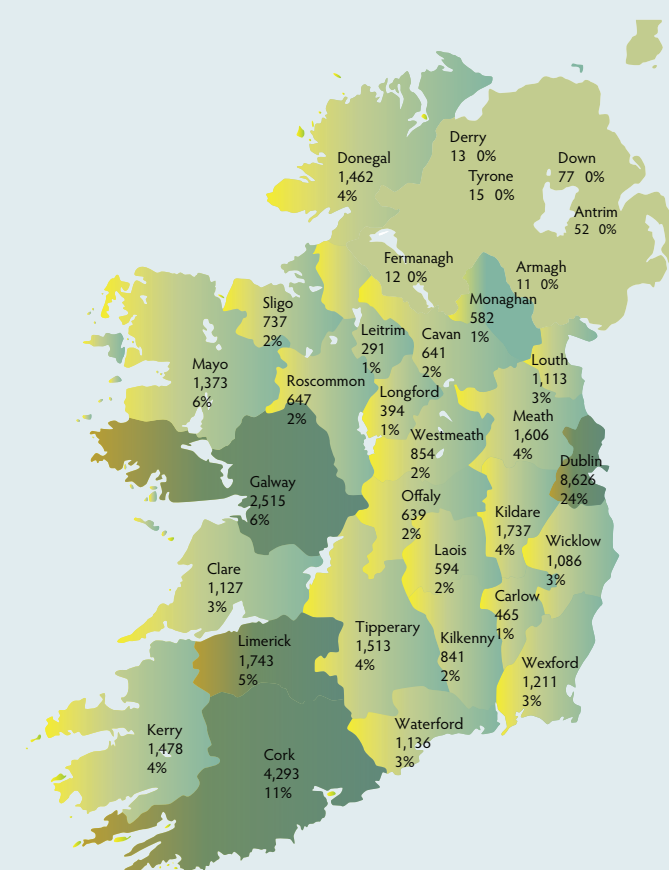 Derry
13 0%
Donegal
1,462
4%
Down
77 0%
Tyrone
15 0%
Antrim
52 0%
Fermanagh
12 0%
Armagh
11 0%
Monaghan
582
1%
Sligo
737
2%
Leitrim
291
1%
Cavan
641
2%
Mayo
1,373
6%
Louth
1,113
3%
Roscommon
647
2%
Longford
394
1%
Meath
1,606
4%
Westmeath
854
2%
Dublin
8,626
24%
Galway
2,515
6%
Offaly
639
2%
Kildare
1,737
4%
Wicklow
1,086
3%
Laois
594
2%
Clare
1,127
3%
Carlow
465
1%
Tipperary
1,513
4%
Limerick
1,743
5%
Kilkenny
841
2%
Wexford
1,211
3%
Waterford
1,136
3%
Kerry
1,478
4%
Cork
4,293
11%